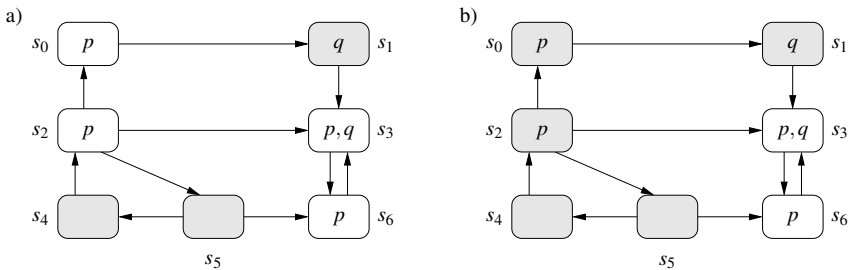 a)
s₀ p q s₁
s₂ p p, q s₃
s₄ p s₆
s₅
b)
s₀ p q s₁
s₂ p p, q s₃
s₄ p s₆
s₅